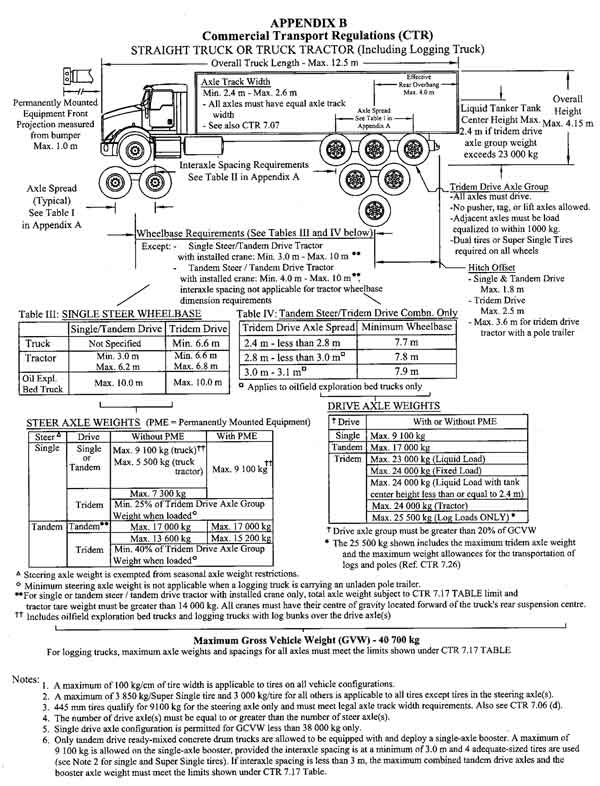 APPENDIX B
Commercial Transport Regulations (CTR)
STRAIGHT TRUCK OR TRUCK TRACTOR (Including Logging Truck)
Overall Truck Length - Max. 12.5 m
Axle Track Width
Min. 2.4 m - Max. 2.6 m
- All axles must have equal axle track
width
- See also CTR 7.07
Effective
Rear Overhang
Max. 4.0 m
Axle Spread
See Table I in
Appendix A
Permanently Mounted
Equipment Front
Projection measured
from bumper
Max. 1.0 m
Liquid Tanker Tank
Center Height Max.
2.4 m if tridem drive
axle group weight
exceeds 23 000 kg
Overall
Height
Max. 4.15 m
Interaxle Spacing Requirements
See Table II in Appendix A
Axle Spread
(Typical)
See Table I
in Appendix A
Tridem Drive Axle Group
-All axles must drive.
-No pusher, tag, or lift axles allowed.
-Adjacent axles must be load
equalized to within 1000 kg.
-Dual tires or Super Single Tires
required on all wheels
Wheelbase Requirements (See Tables III and IV below)
Except: - Single Steer/Tandem Drive Tractor
with installed crane: Min. 3.0 m - Max. 10 m **
- Tandem Steer / Tandem Drive Tractor
with installed crane: Min. 4.0 m - Max. 10 m **,
interaxle spacing not applicable for tractor wheelbase
dimension requirements
Hitch Offset
- Single & Tandem Drive
Max. 1.8 m
- Tridem Drive
Max. 2.5 m
- Max. 3.6 m for tridem drive
tractor with a pole trailer
Table III: SINGLE STEER WHEELBASE
Single/Tandem Drive Tridem Drive
Truck Not Specified Min. 6.6 m
Tractor Min. 3.0 m Min. 6.6 m
Max. 6.2 m Max. 6.8 m
Oil Expl. Bed Truck Max. 10.0 m Max. 10.0 m
Table IV: Tandem Steer/Tridem Drive Combn. Only
Tridem Drive Axle Spread Minimum Wheelbase
2.4 m - less than 2.8 m 7.7 m
2.8 m - less than 3.0 m¤ 7.8 m
3.0 m - 3.1 m¤ 7.9 m
¤ Applies to oilfield exploration bed trucks only
STEER AXLE WEIGHTS (PME = Permanently Mounted Equipment)
Steer Δ Drive Without PME With PME
Single Single or Tandem Max. 9 100 kg (truck)††
Max. 5 500 kg (truck tractor) Max. 9 100 kg ††
Max. 7 300 kg
Tridem Min. 25% of Tridem Drive Axle Group
Weight when loaded°
Tandem Tandem** Max. 17 000 kg Max. 17 000 kg
Max. 13 600 kg Max. 15 200 kg
Tridem Min. 40% of Tridem Drive Axle Group
Weight when loaded°
DRIVE AXLE WEIGHTS
† Drive With or Without PME
Single Max. 9 100 kg
Tandem Max. 17 000 kg
Tridem Max. 23 000 kg (Liquid Load)
Max. 24 000 kg (Fixed Load)
Max. 24 000 kg (Liquid Load with tank
center height less than or equal to 2.4 m)
Max. 24 000 kg (Tractor)
Max. 25 500 kg (Log Loads ONLY) *
† Drive axle group must be greater than 20% of GCVW
* The 25 500 kg shown includes the maximum tridem axle weight
and the maximum weight allowances for the transportation of
logs and poles (Ref. CTR 7.26)
Δ Steering axle weight is exempted from seasonal axle weight restrictions.
° Minimum steering axle weight is not applicable when a logging truck is carrying an unladen pole trailer.
**For single or tandem steer / tandem drive tractor with installed crane only, total axle weight subject to CTR 7.17 TABLE limit and
tractor tare weight must be greater than 14 000 kg. All cranes must have their centre of gravity located forward of the truck's rear suspension centre.
†† Includes oilfield exploration bed trucks and logging trucks with log bunks over the drive axle(s)
Maximum Gross Vehicle Weight (GVW) - 40 700 kg
For logging trucks, maximum axle weights and spacings for all axles must meet the limits shown under CTR 7.17 TABLE
Notes:
1. A maximum of 100 kg/cm of tire width is applicable to tires on all vehicle configurations.
2. A maximum of 3 850 kg/Super Single tire and 3 000 kg/tire for all others is applicable to all tires except tires in the steering axle(s).
3. 445 mm tires qualify for 9100 kg for the steering axle only and must meet legal axle track width requirements. Also see CTR 7.06 (d).
4. The number of drive axle(s) must be equal to or greater than the number of steer axle(s).
5. Single drive axle configuration is permitted for GCVW less than 38 000 kg only.
6. Only tandem drive ready-mixed concrete drum trucks are allowed to be equipped with and deploy a single-axle booster. A maximum of
9 100 kg is allowed on the single-axle booster, provided the interaxle spacing is at a minimum of 3.0 m and 4 adequate-sized tires are used
(see Note 2 for single and Super Single tires). If interaxle spacing is less than 3 m, the maximum combined tandem drive axles and the
booster axle weight must meet the limits shown under CTR 7.17 Table.